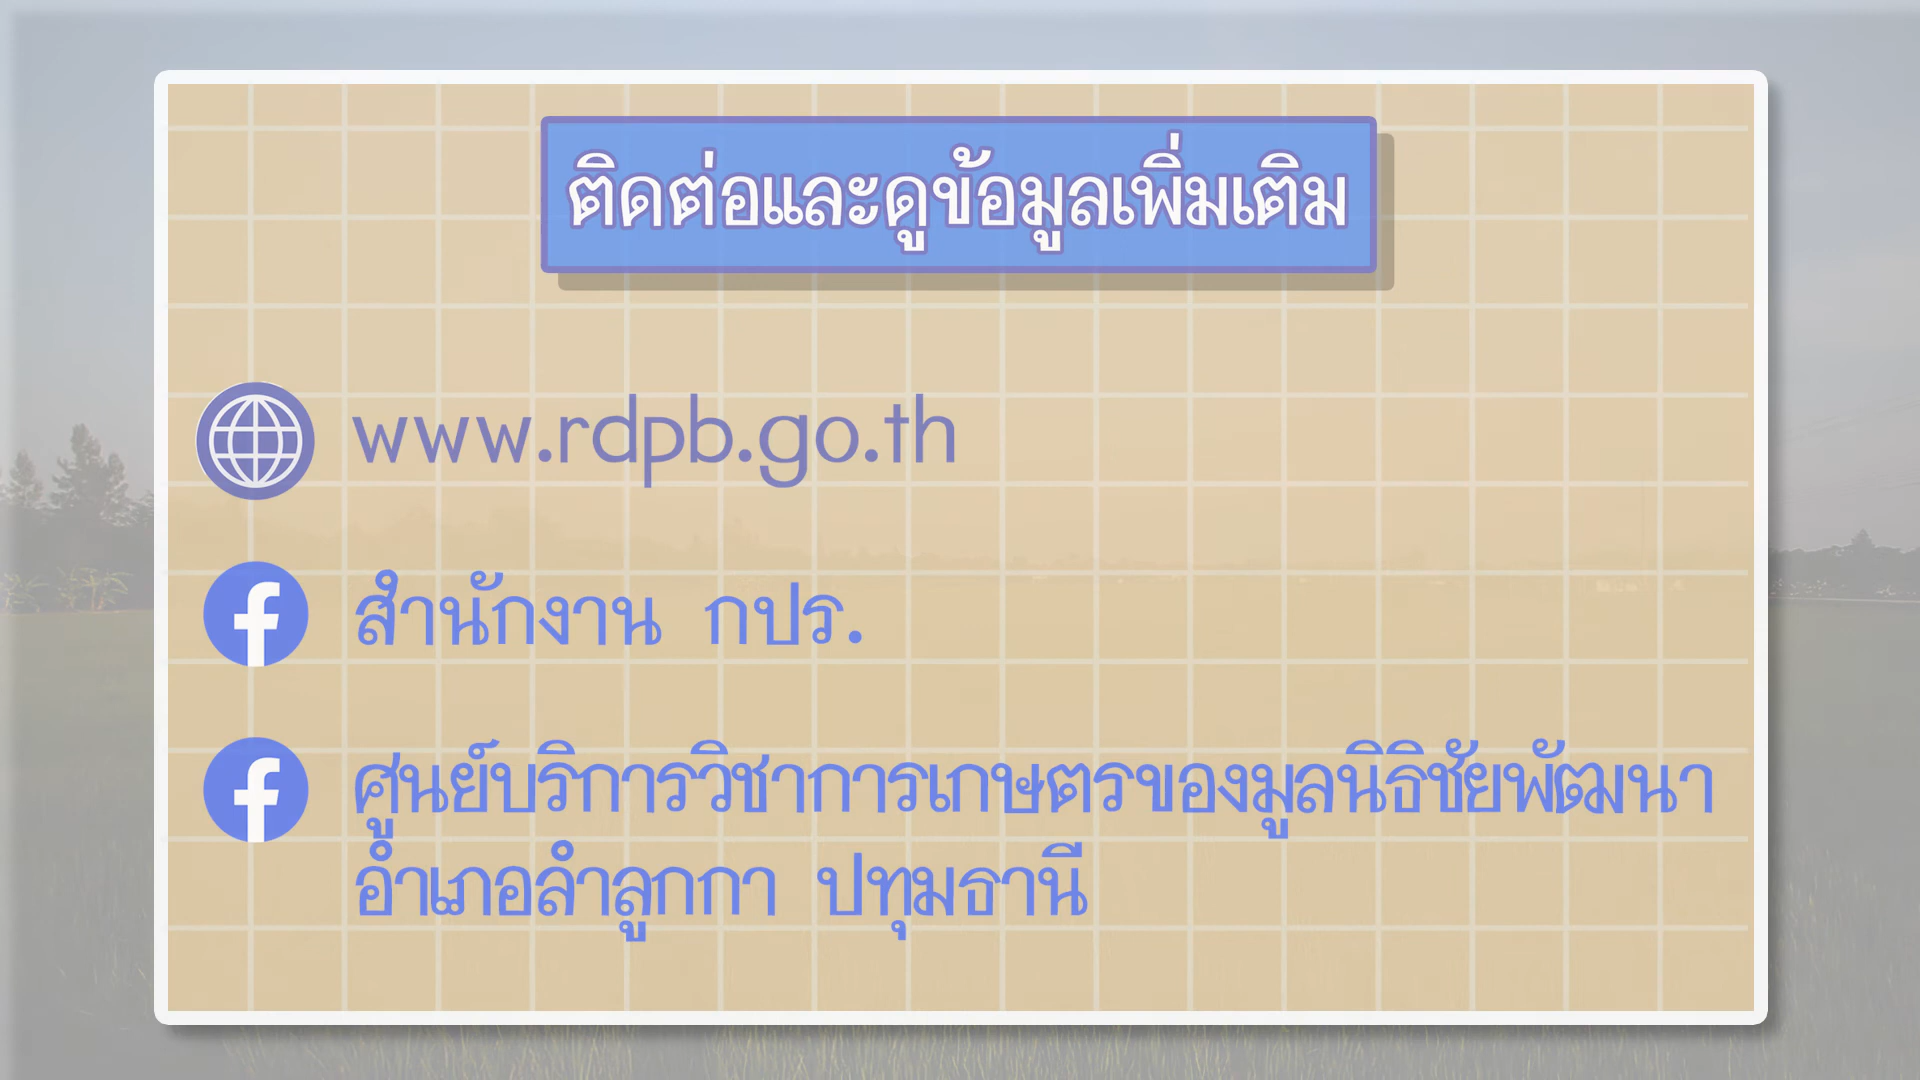 ติดต่อและดูข้อมูลเพิ่มเติม
www.rdpb.go.th
สำนักงาน กปร.
ศูนย์บริการวิชาการเกษตรของมูลนิธิชัยพัฒนา
อำเภอลำลูกกา ปทุมธานี